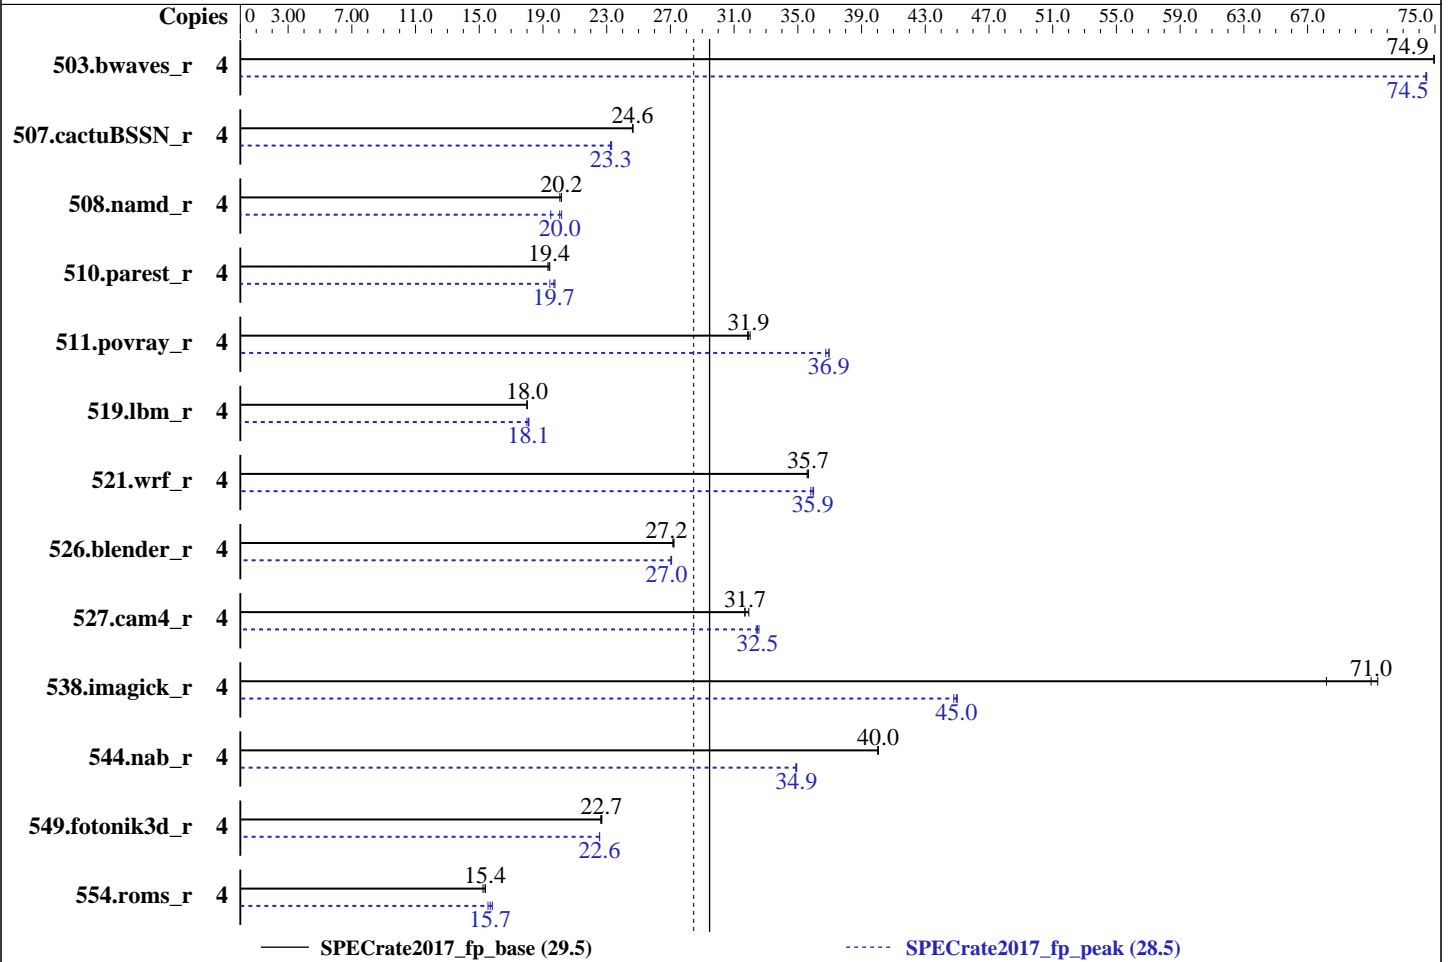 Copies 0 3.00 7.00 11.0 15.0 19.0 23.0 27.0 31.0 35.0 39.0 43.0 47.0 51.0 55.0 59.0 63.0 67.0 75.0
503.bwaves_r 4 74.9
74.5
507.cactuBSSN_r 4 24.6
23.3
508.namd_r 4 20.2
20.0
510.parest_r 4 19.4
19.7
511.povray_r 4 31.9
36.9
519.lbm_r 4 18.0
18.1
521.wrf_r 4 35.7
35.9
526.blender_r 4 27.2
27.0
527.cam4_r 4 31.7
32.5
538.imagick_r 4 71.0
45.0
544.nab_r 4 40.0
34.9
549.fotonik3d_r 4 22.7
22.6
554.roms_r 4 15.4
15.7
SPECrate2017_fp_base (29.5) SPECrate2017_fp_peak (28.5)